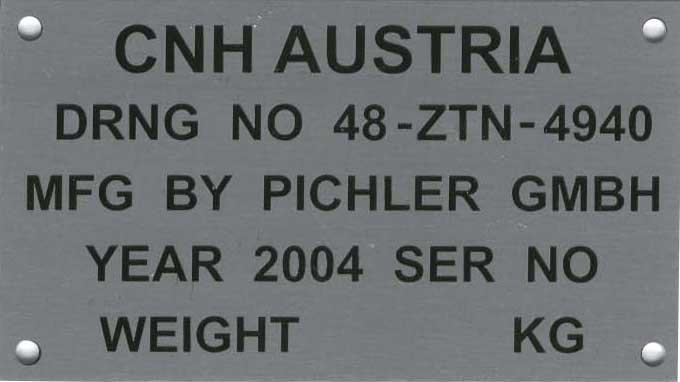 CNH AUSTRIA
DRNG NO 48-ZTN-4940
MFG BY PICHLER GMBH
YEAR 2004 SER NO
WEIGHT KG